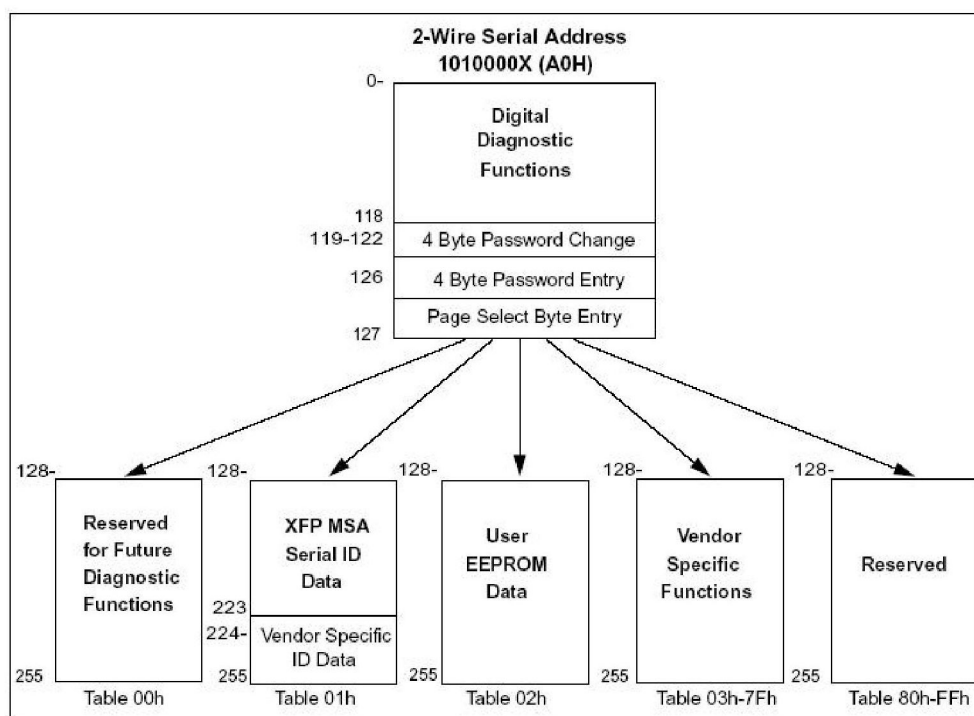 2-Wire Serial Address
1010000X (A0H)
0-
Digital
Diagnostic
Functions
118
119-122
4 Byte Password Change
126
4 Byte Password Entry
Page Select Byte Entry
127
128-
Reserved
for Future
Diagnostic
Functions
255
Table 00h
128-
XFP MSA
Serial ID
Data
223
224-
Vendor Specific
ID Data
255
Table 01h
128-
User
EEPROM
Data
255
Table 02h
128-
Vendor
Specific
Functions
255
Table 03h-7Fh
128-
Reserved
255
Table 80h-FFh